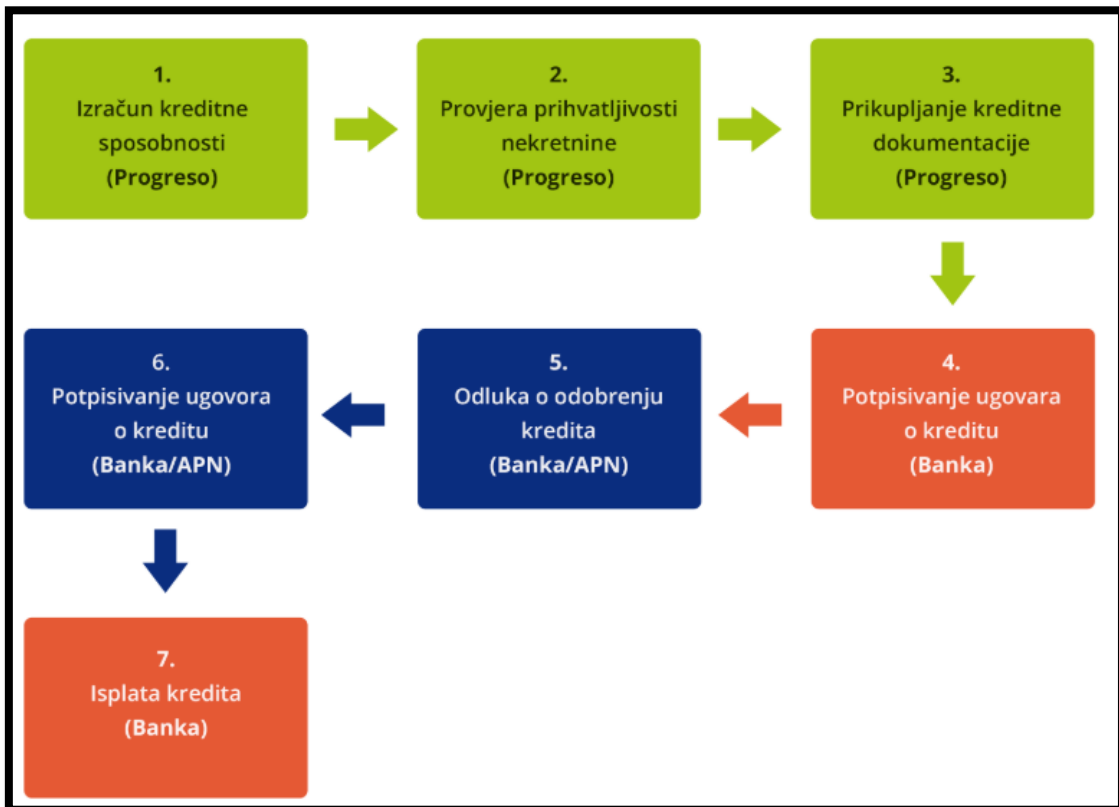 1.
Izračun kreditne
sposobnosti
(Progreso)
2.
Provjera prihvatljivosti
nekretnine
(Progreso)
3.
Prikupljanje kreditne
dokumentacije
(Progreso)
4.
Potpisivanje ugovara
o kreditu
(Banka)
5.
Odluka o odobrenju
kredita
(Banka/APN)
6.
Potpisivanje ugovora
o kreditu
(Banka/APN)
7.
Isplata kredita
(Banka)